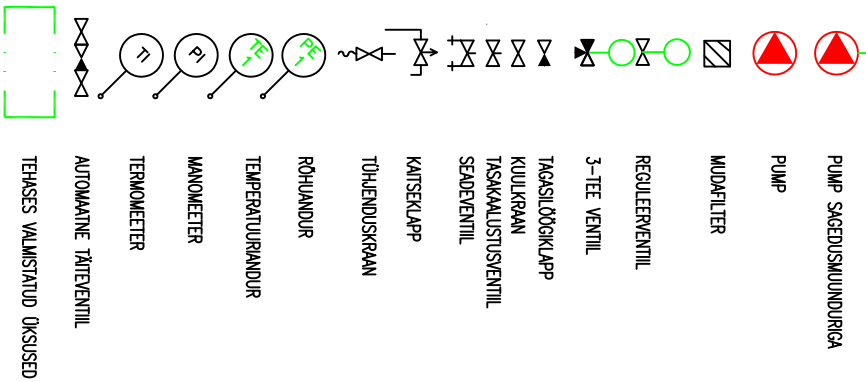 PUMP SAGEDUSMUUNDURIGA
PUMP
MUDAFILTER
REGULEERVENTIIL
3-TEE VENTIIL
TAGASILÖÖGIKLAPP
KUULKRAAN
TASAKAALUSTUSVENTIIL
SEADEVENTIIL
KAITSEKLAPP
TÜHJENDUSKRAAN
PE
1
RÕHUANDUR
TE
1
TEMPERATUURIANDUR
PI
MANOMEETER
TI
TERMOMEETER
AUTOMAATNE TÄITEVENTIIL
TEHASES VALMISTATUD ÜKSUSED